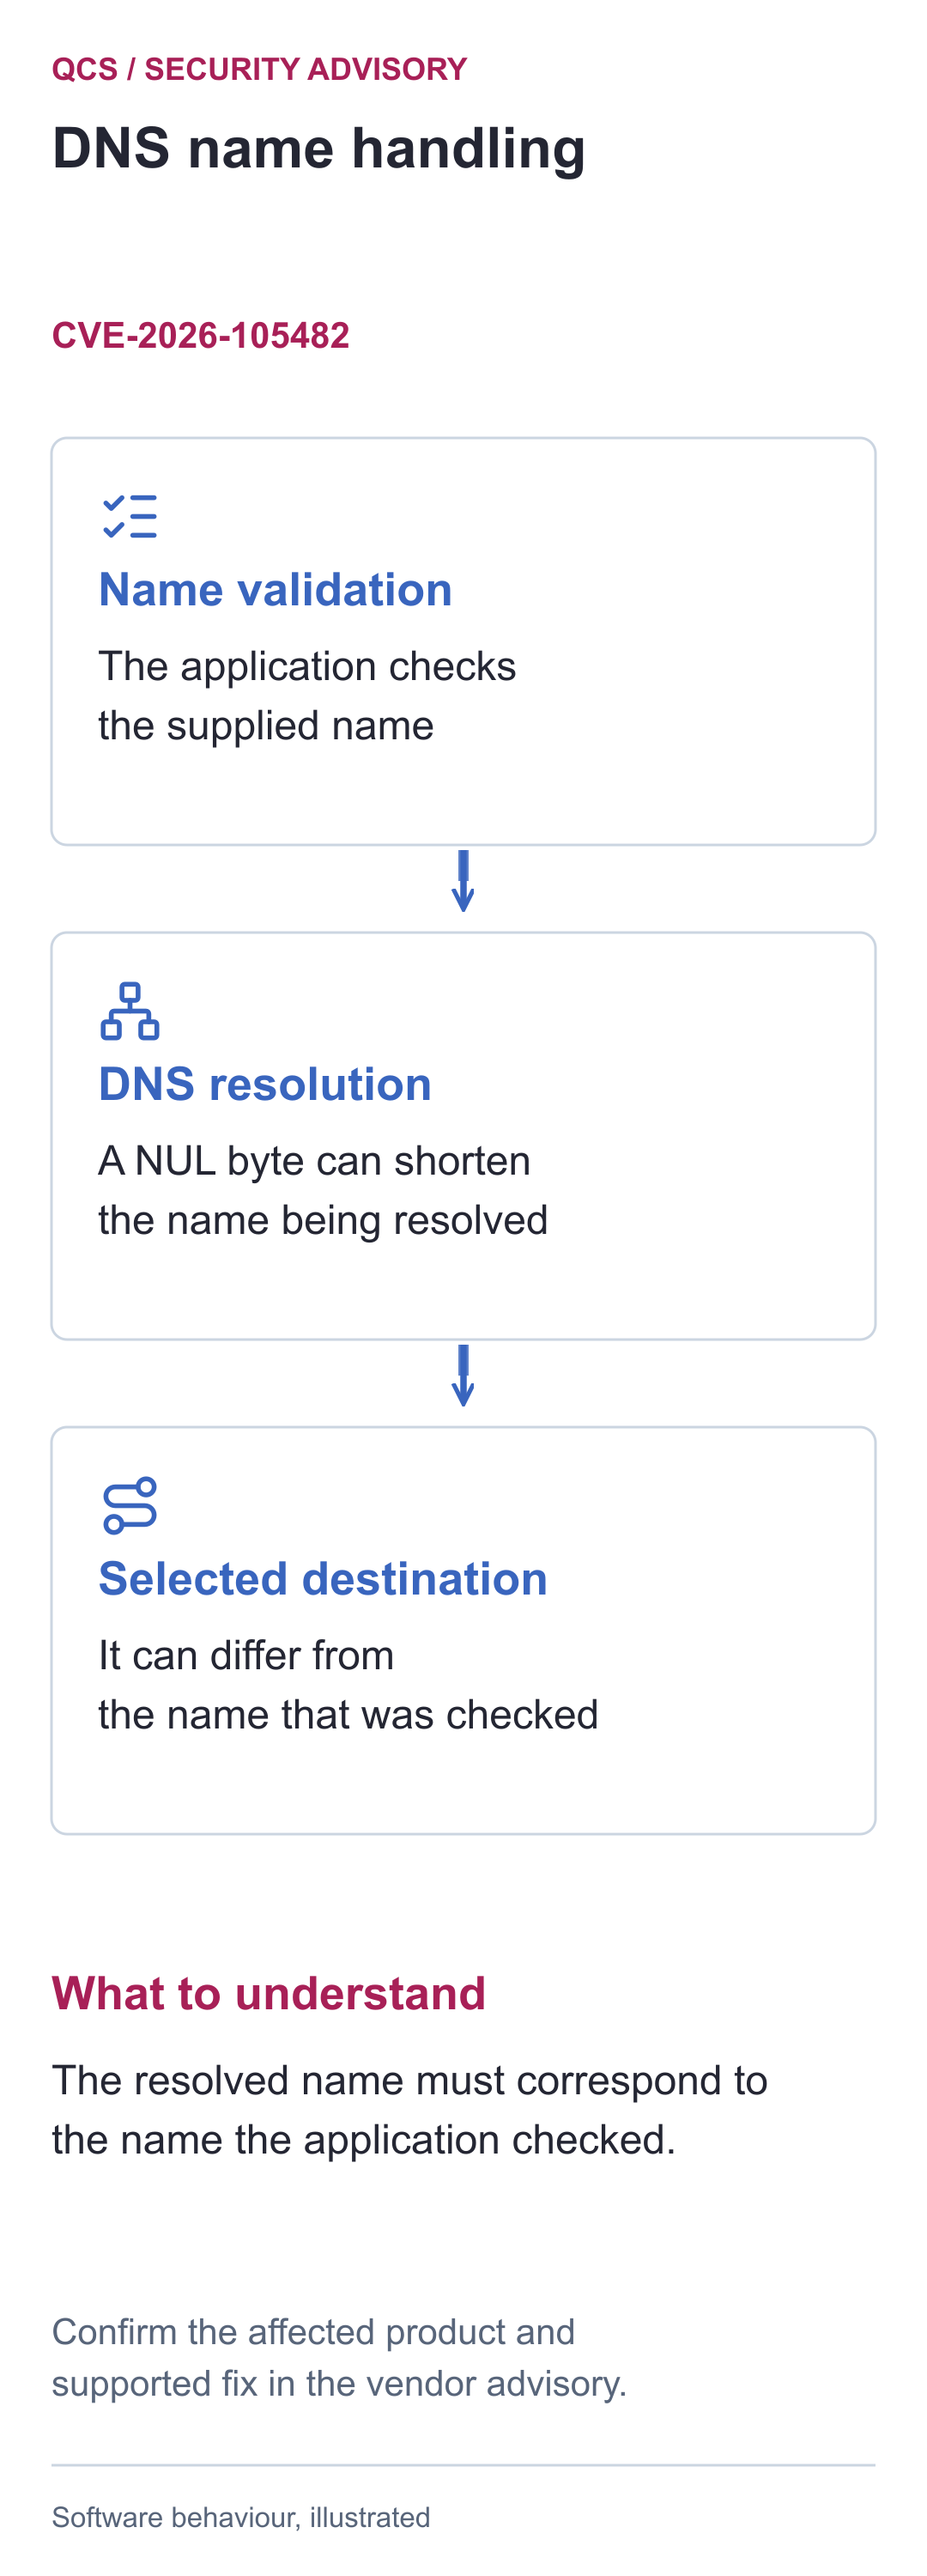 QCS / SECURITY ADVISORY
DNS name handling
CVE-2026-105482
Name validation
The application checks
the supplied name
DNS resolution
A NUL byte can shorten
the name being resolved
Selected destination
It can differ from
the name that was checked
What to understand
The resolved name must correspond to
the name the application checked.
Confirm the affected product and
supported fix in the vendor advisory.
Software behaviour, illustrated